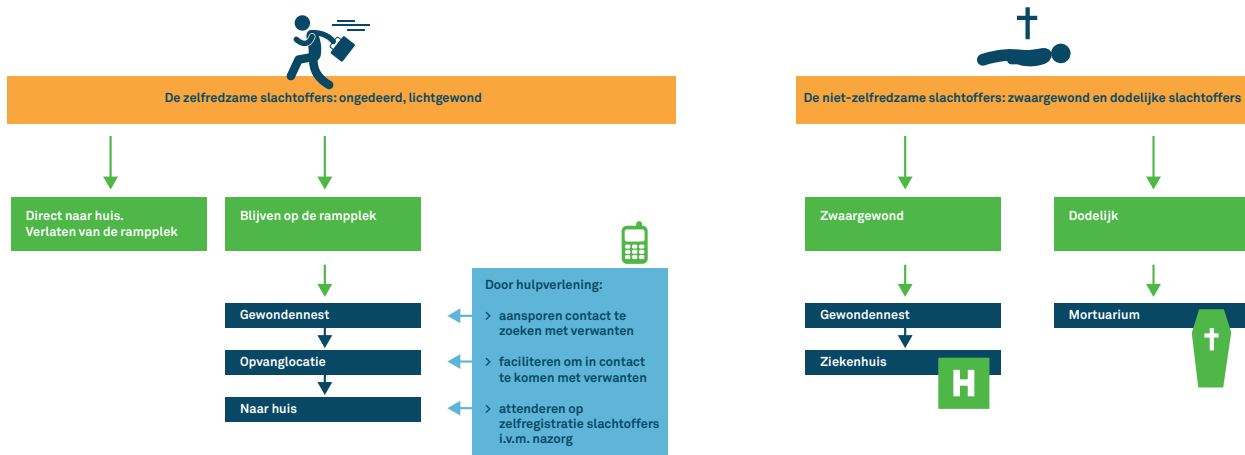 De zelfredzame slachtoffers: ongedeerd, lichtgewond
Direct naar huis.
Verlaten van de rampplek
Blijven op de rampplek
Gewondennest
Opvanglocatie
Naar huis
Door hulpverlening:
> aansporen contact te
zoeken met verwanten
> faciliteren om in contact
te komen met verwanten
> attenderen op
zelfregistratie slachtoffers
i.v.m. nazorg
De niet-zelfredzame slachtoffers: zwaargewond en dodelijke slachtoffers
Zwaargewond
Gewondennest
Ziekenhuis
H
Dodelijk
Mortuarium